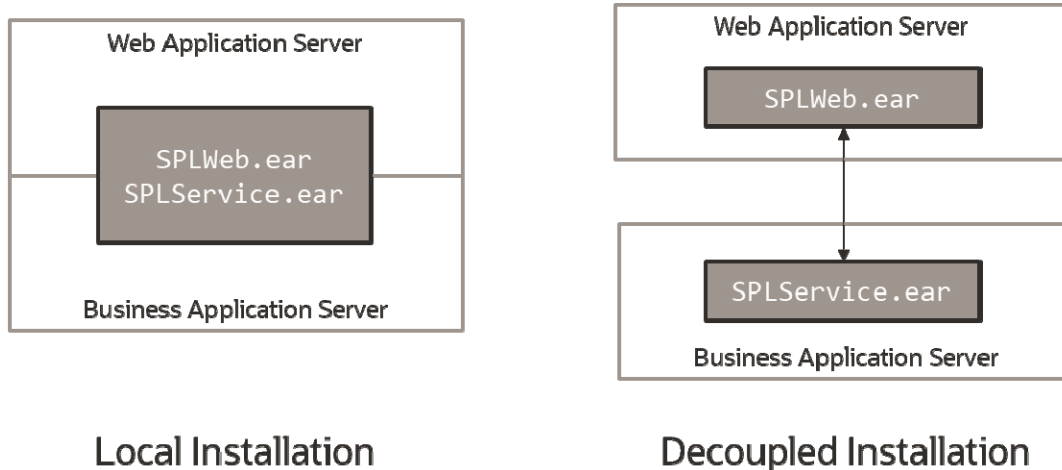 Web Application Server
SPLWeb.ear
SPLService.ear
Business Application Server
Local Installation
Web Application Server
SPLWeb.ear
SPLService.ear
Business Application Server
Decoupled Installation